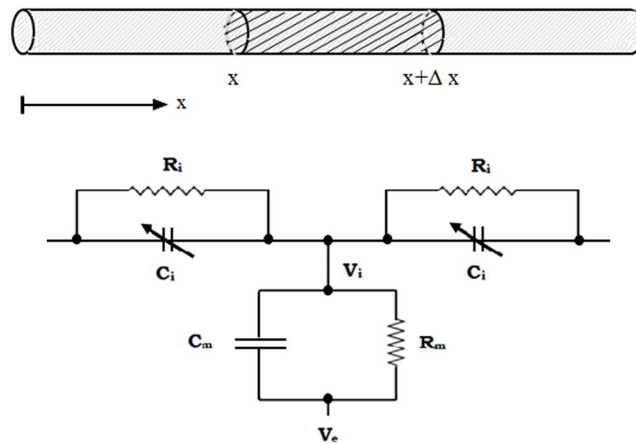 x x+Δ x
x
Rᵢ Rᵢ
Cᵢ Vᵢ Cᵢ
Cₘ Rₘ
Vₑ